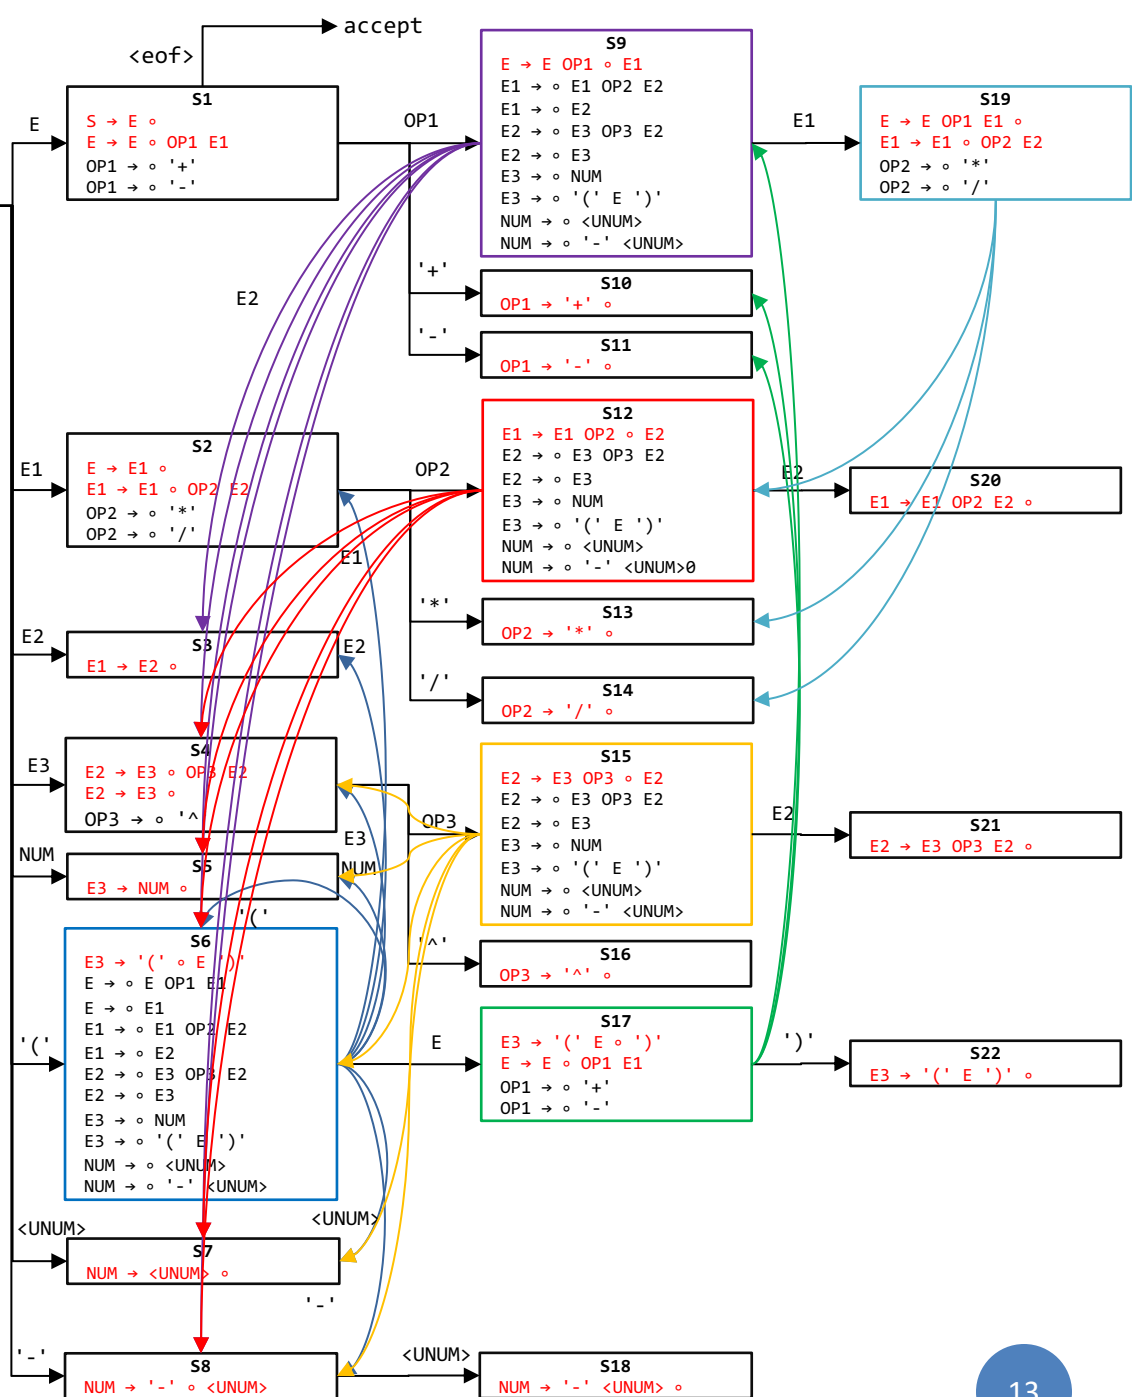 accept
<eof>
E
S1
S → E ∘
E → E ∘ OP1 E1
OP1 → ∘ '+'
OP1 → ∘ '-'
OP1
S9
E → E OP1 ∘ E1
E1 → ∘ E1 OP2 E2
E1 → ∘ E2
E2 → ∘ E3 OP3 E2
E2 → ∘ E3
E3 → ∘ NUM
E3 → ∘ '(' E ')'
NUM → ∘ <UNUM>
NUM → ∘ '-' <UNUM>
E1
S19
E → E OP1 E1 ∘
E1 → E1 ∘ OP2 E2
OP2 → ∘ '*'
OP2 → ∘ '/'
E2
'+'
S10
OP1 → '+' ∘
'-'
S11
OP1 → '-' ∘
E1
S2
E → E1 ∘
E1 → E1 ∘ OP2 E2
OP2 → ∘ '*'
OP2 → ∘ '/'
OP2
S12
E1 → E1 OP2 ∘ E2
E2 → ∘ E3 OP3 E2
E2 → ∘ E3
E3 → ∘ NUM
E3 → ∘ '(' E ')'
NUM → ∘ <UNUM>
NUM → ∘ '-' <UNUM>0
E2
S20
E1 → E1 OP2 E2 ∘
E1
'*'
S13
OP2 → '*' ∘
'/'
S14
OP2 → '/' ∘
E2
S3
E1 → E2 ∘
E2
E3
S4
E2 → E3 ∘ OP3 E2
E2 → E3 ∘
OP3 → ∘ '^
OP3
S15
E2 → E3 OP3 ∘ E2
E2 → ∘ E3 OP3 E2
E2 → ∘ E3
E3 → ∘ NUM
E3 → ∘ '(' E ')'
NUM → ∘ <UNUM>
NUM → ∘ '-' <UNUM>
E2
S21
E2 → E3 OP3 E2 ∘
E3
NUM
S5
E3 → NUM ∘
NUM
'('
'^'
S16
OP3 → '^' ∘
'('
S6
E3 → '(' ∘ E ')'
E → ∘ E OP1 E1
E → ∘ E1
E1 → ∘ E1 OP2 E2
E1 → ∘ E2
E2 → ∘ E3 OP3 E2
E2 → ∘ E3
E3 → ∘ NUM
E3 → ∘ '(' E ')'
NUM → ∘ <UNUM>
NUM → ∘ '-' <UNUM>
E
S17
E3 → '(' E ∘ ')'
E → E ∘ OP1 E1
OP1 → ∘ '+'
OP1 → ∘ '-'
')'
S22
E3 → '(' E ')' ∘
<UNUM>
S7
NUM → <UNUM> ∘
<UNUM>
'-'
'-'
S8
NUM → '-' ∘ <UNUM>
<UNUM>
S18
NUM → '-' <UNUM> ∘
13